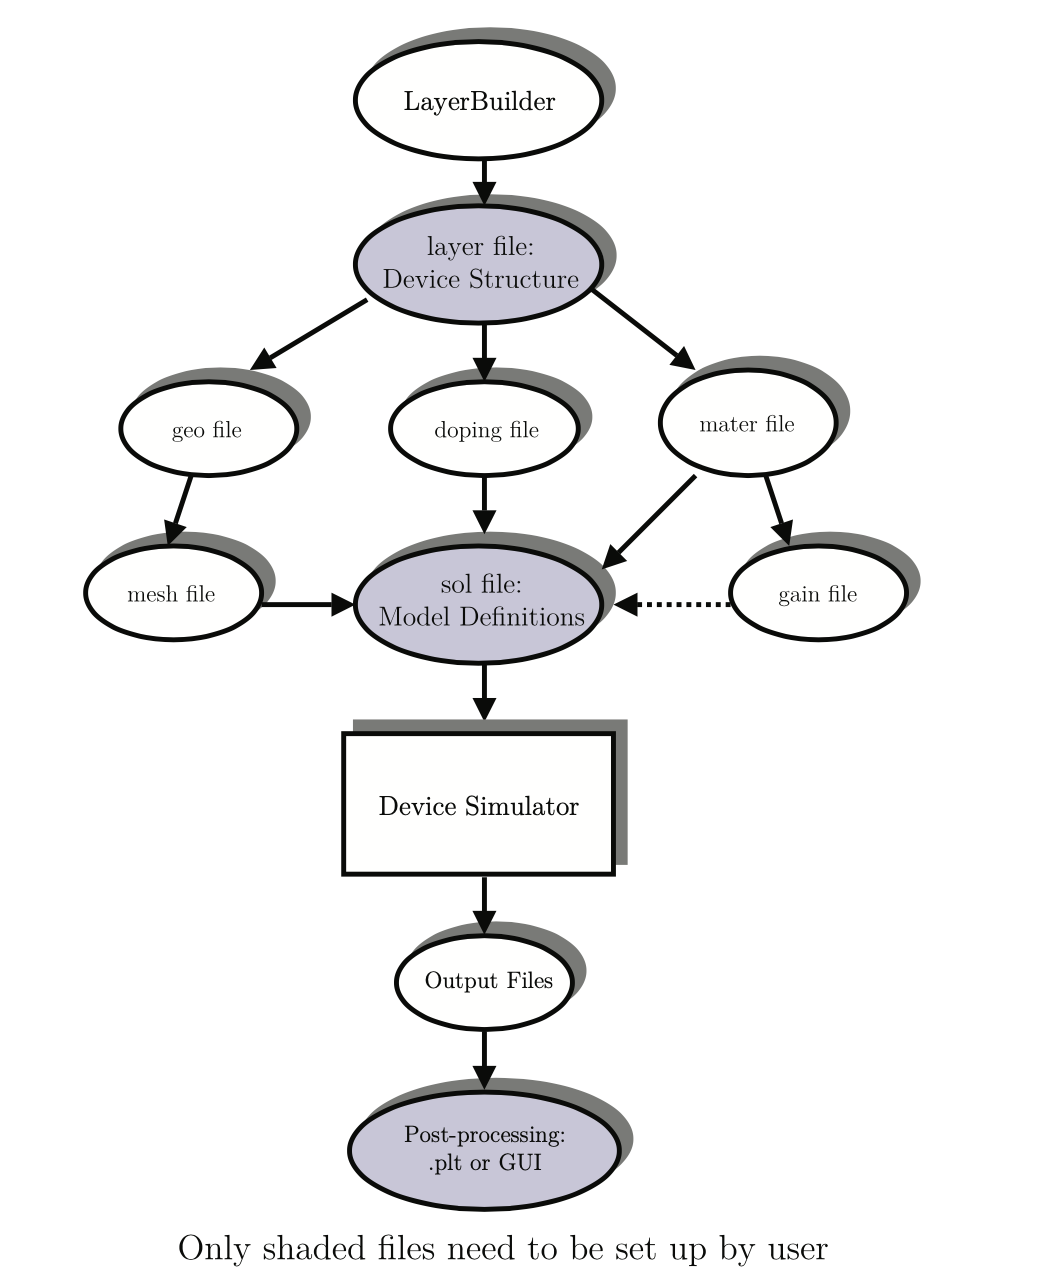 LayerBuilder
layer file:
Device Structure
geo file
doping file
mater file
mesh file
sol file:
Model Definitions
gain file
Device Simulator
Output Files
Post-processing:
.plt or GUI
Only shaded files need to be set up by user